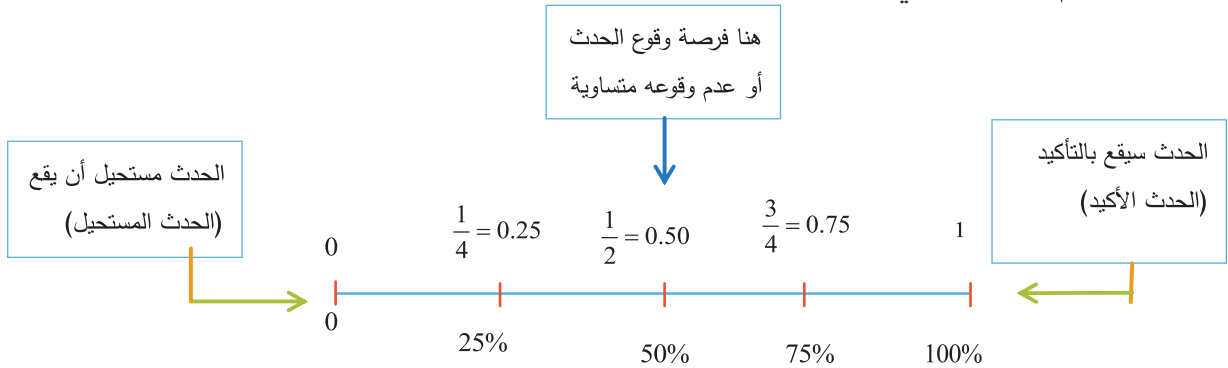 هنا فرصة وقوع الحدث
أو عدم وقوعه متساوية
الحدث سيقع بالتأكيد
(الحدث الأكيد)
الحدث مستحيل أن يقع
(الحدث المستحيل)
0
1/4 = 0.25
1/2 = 0.50
3/4 = 0.75
1
0
25%
50%
75%
100%